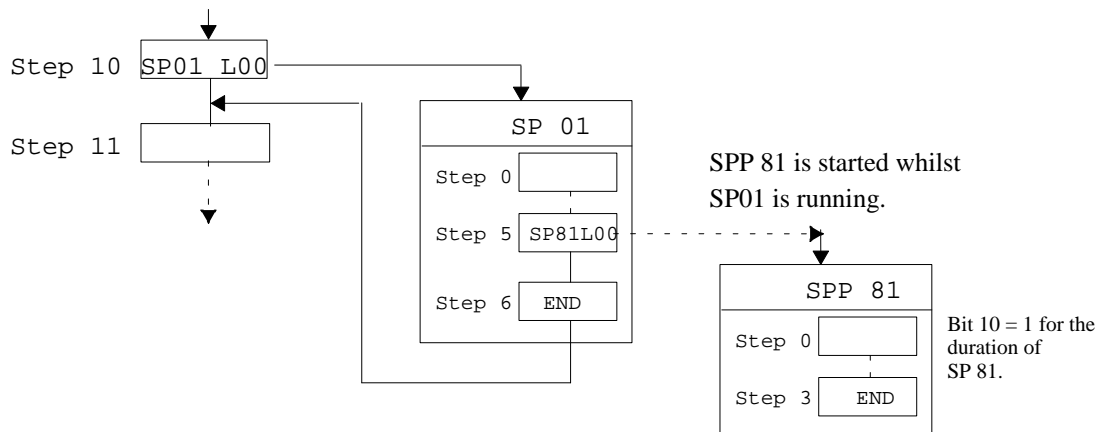 Step 10 SP01 L00
Step 11
SP 01
Step 0
Step 5 SP81L00
Step 6 END
SPP 81 is started whilst
SP01 is running.
SPP 81
Step 0
Step 3 END
Bit 10 = 1 for the
duration of
SP 81.